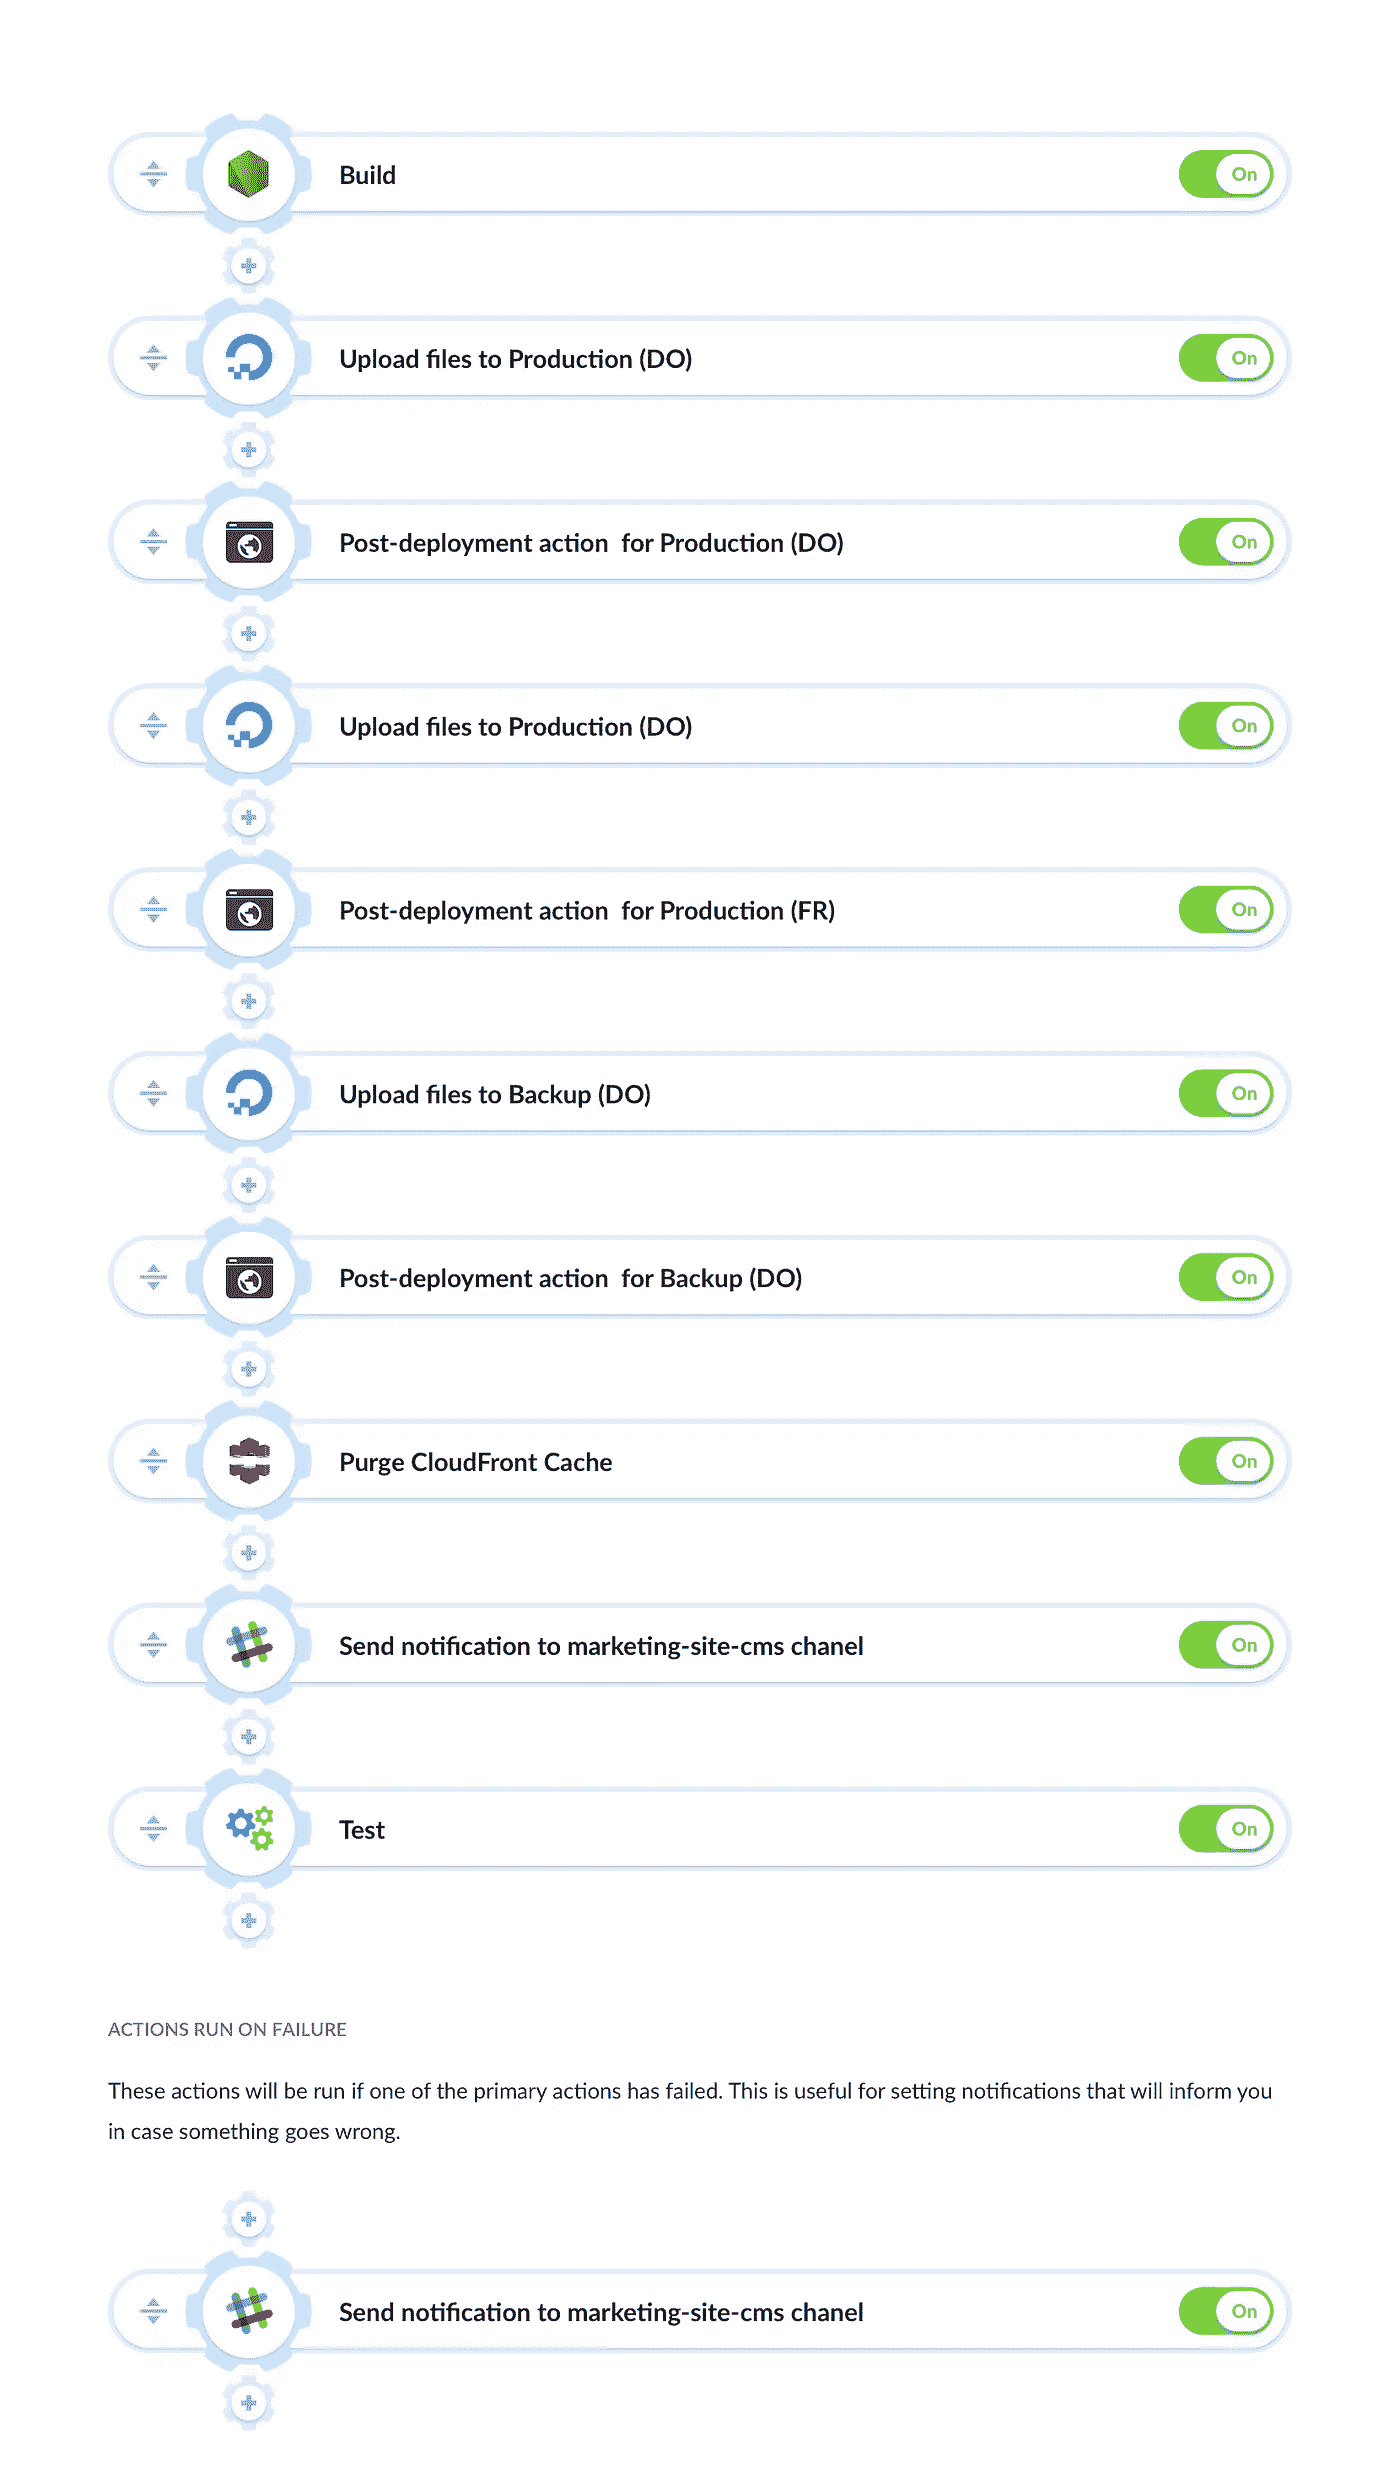 Build
On
Upload files to Production (DO)
On
Post-deployment action  for Production (DO)
On
Upload files to Production (DO)
On
Post-deployment action  for Production (FR)
On
Upload files to Backup (DO)
On
Post-deployment action  for Backup (DO)
On
Purge CloudFront Cache
On
Send notification to marketing-site-cms chanel
On
Test
On
ACTIONS RUN ON FAILURE
These actions will be run if one of the primary actions has failed. This is useful for setting notifications that will inform you
in case something goes wrong.
Send notification to marketing-site-cms chanel
On